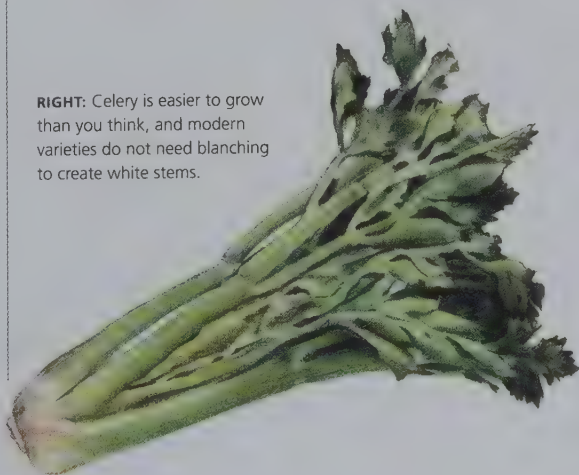 RIGHT: Celery is easier to grow
than you think, and modern
varieties do not need blanching
to create white stems.